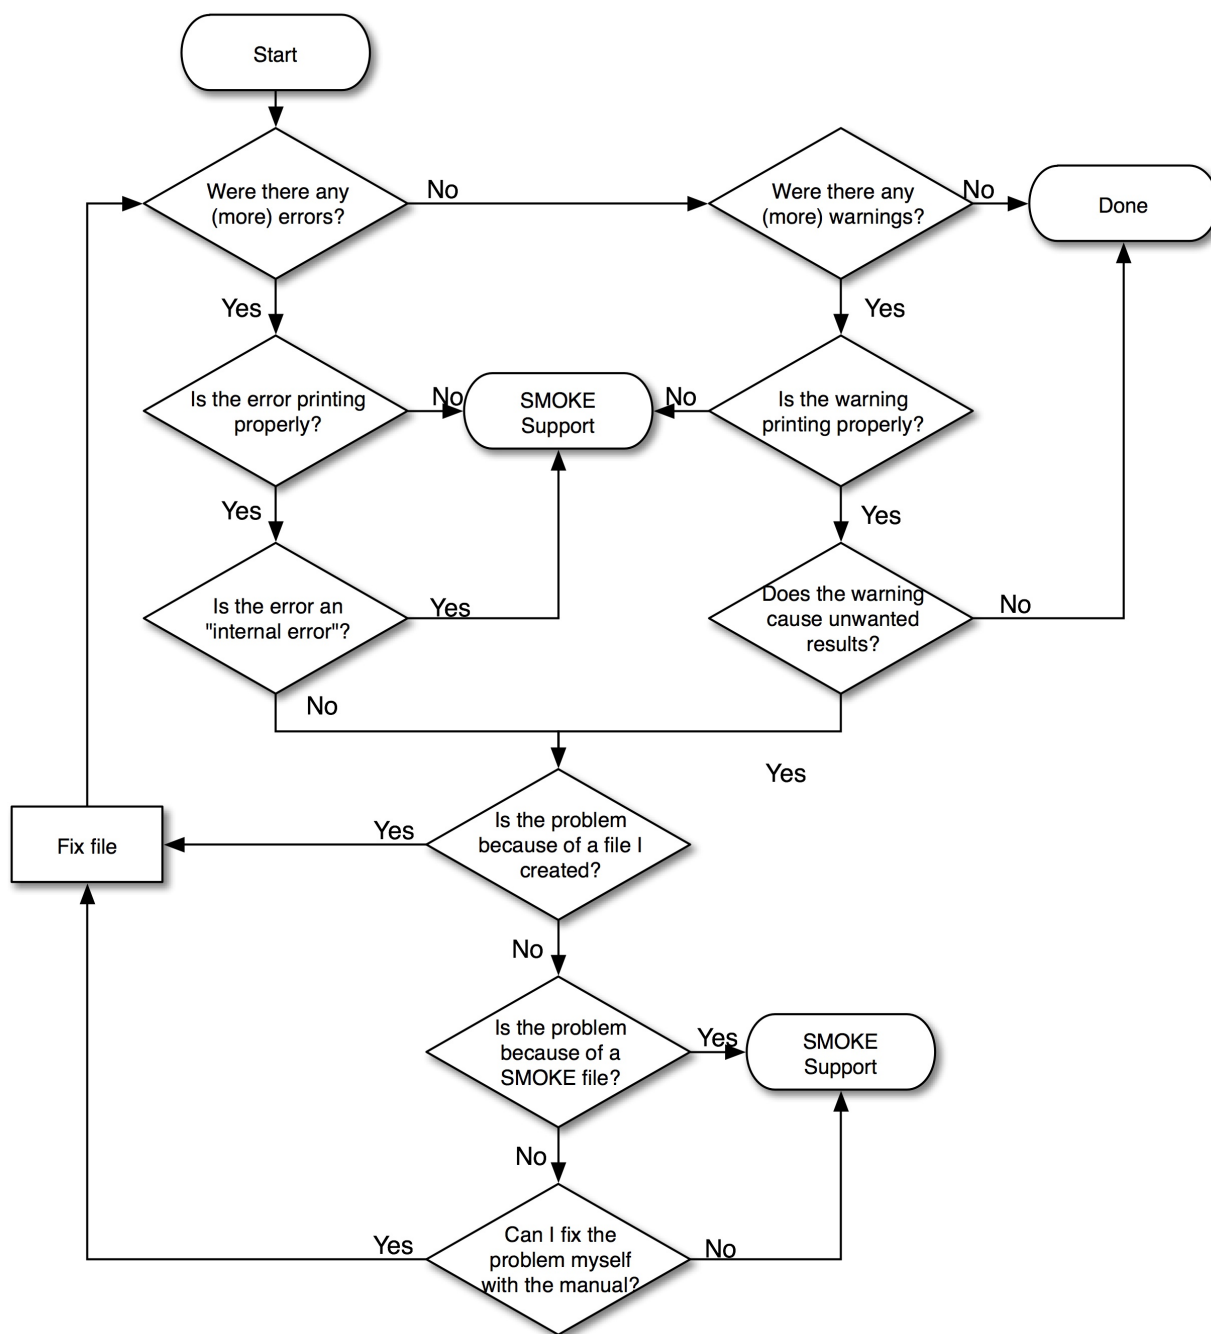 Start
Were there any
(more) errors?
No
Were there any
(more) warnings?
No
Done
Yes
Yes
Is the error printing
properly?
No
SMOKE
Support
No
Is the warning
printing properly?
Yes
Yes
Is the error an
"internal error"?
Yes
Does the warning
cause unwanted
results?
No
No
Yes
Fix file
Yes
Is the problem
because of a file I
created?
No
Is the problem
because of a
SMOKE file?
Yes
SMOKE
Support
No
Yes
Can I fix the
problem myself
with the manual?
No